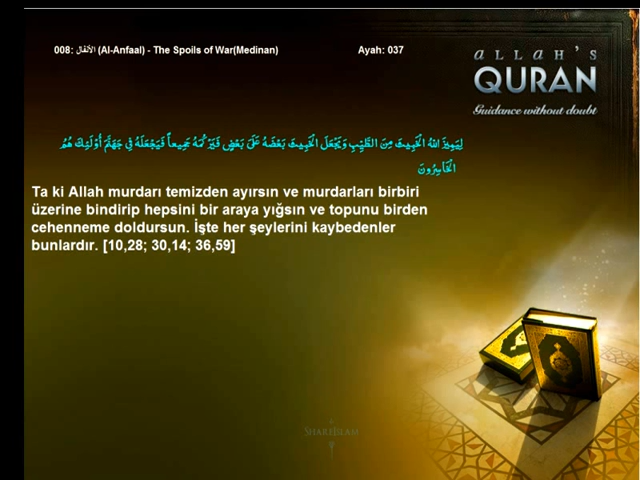 008: الأنفال (Al-Anfaal) - The Spoils of War(Medinan) Ayah: 037
ALLAH'S
QURAN
Guidance without doubt
لِيَمِيزَ اللَّهُ الْخَبِيثَ مِنَ الطَّيِّبِ وَيَجْعَلَ الْخَبِيثَ بَعْضَهُ عَلَىَ بَعْضٍ فَيَرْكُمَهُ جَمِيعاً فَيَجْعَلَهُ فِي جَهَنَّمَ أُوْلَئِكَ هُمُ
الْخَاسِرُونَ
Ta ki Allah murdarı temizden ayırsın ve murdarları birbiri
üzerine bindirip hepsini bir araya yığsın ve topunu birden
cehenneme doldursun. İşte her şeylerini kaybedenler
bunlardır. [10,28; 30,14; 36,59]
SHAREISLAM